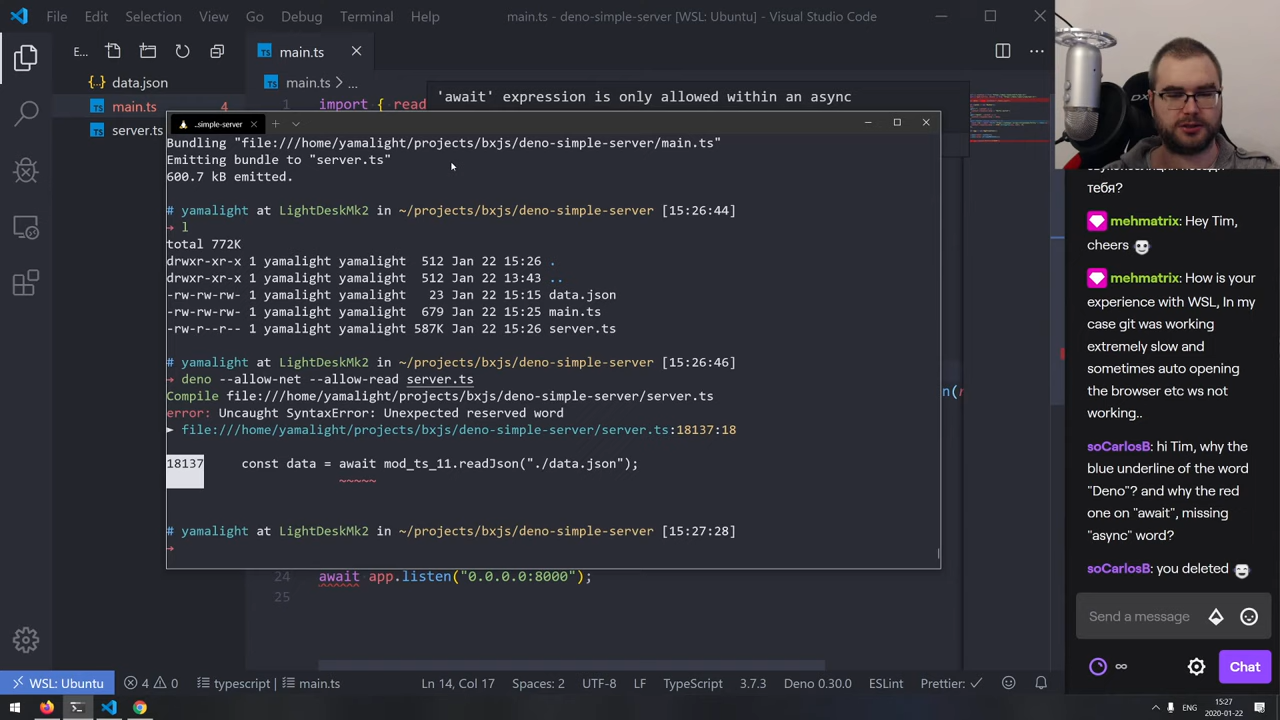 File Edit Selection View Go Debug Terminal Help main.ts - deno-simple-server [WSL: Ubuntu] - Visual Studio Code
E...
main.ts
{..} data.json
main.ts 4
server.ts
main.ts > ...
import { read
'await' expression is only allowed within an async
..simple-server
Bundling "file:///home/yamalight/projects/bxjs/deno-simple-server/main.ts"
Emitting bundle to "server.ts"
600.7 kB emitted.
# yamalight at LightDeskMk2 in ~/projects/bxjs/deno-simple-server [15:26:44]
→ l
total 772K
drwxr-xr-x 1 yamalight yamalight 512 Jan 22 15:26 .
drwxr-xr-x 1 yamalight yamalight 512 Jan 22 13:43 ..
-rw-rw-rw- 1 yamalight yamalight 23 Jan 22 15:15 data.json
-rw-rw-rw- 1 yamalight yamalight 679 Jan 22 15:25 main.ts
-rw-r--r-- 1 yamalight yamalight 587K Jan 22 15:26 server.ts
# yamalight at LightDeskMk2 in ~/projects/bxjs/deno-simple-server [15:26:46]
→ deno --allow-net --allow-read server.ts
Compile file:///home/yamalight/projects/bxjs/deno-simple-server/server.ts
error: Uncaught SyntaxError: Unexpected reserved word
► file:///home/yamalight/projects/bxjs/deno-simple-server/server.ts:18137:18
18137 const data = await mod_ts_11.readJson("./data.json");
~~~~~
# yamalight at LightDeskMk2 in ~/projects/bxjs/deno-simple-server [15:27:28]
→
n(r
24 await app.listen("0.0.0.0:8000");
25
WSL: Ubuntu 4 0 typescript | main.ts Ln 14, Col 17 Spaces: 2 UTF-8 LF TypeScript 3.7.3 Deno 0.30.0 ESLint Prettier: ✓
DX
тебя?
mehmatrix: Hey Tim,
cheers
mehmatrix: How is your
experience with WSL, In my
case git was working
extremely slow and
sometimes auto opening
the browser etc ws not
working..
soCarlosB: hi Tim, why the
blue underline of the word
"Deno"? and why the red
one on "await", missing
"async" word?
soCarlosB: you deleted
Send a message
∞ Chat
ENG 15:27
2020-01-22